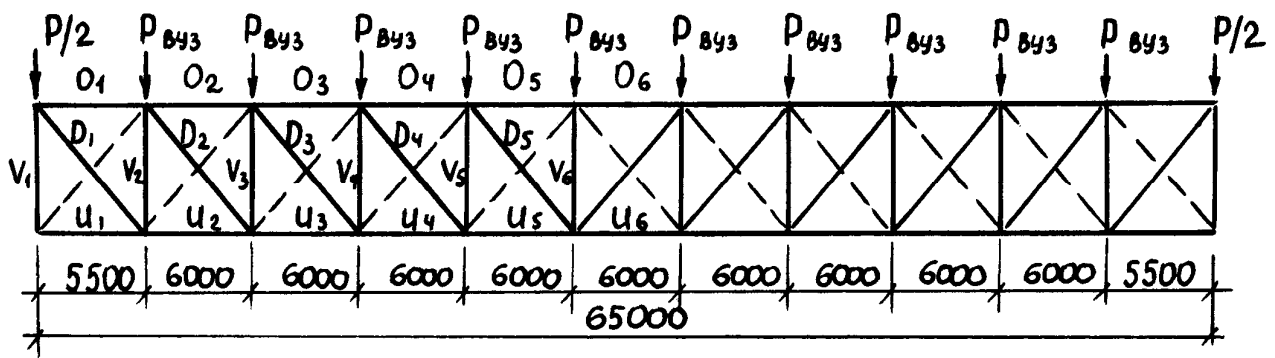 P/2 Pвуз Pвуз Pвуз Pвуз Pвуз Pвуз Pвуз Pвуз Pвуз Pвуз P/2
O1 O2 O3 O4 O5 O6
D1 D2 D3 D4 D5
V1 V2 V3 V4 V5 V6
U1 U2 U3 U4 U5 U6
5500 6000 6000 6000 6000 6000 6000 6000 6000 6000 5500
65000